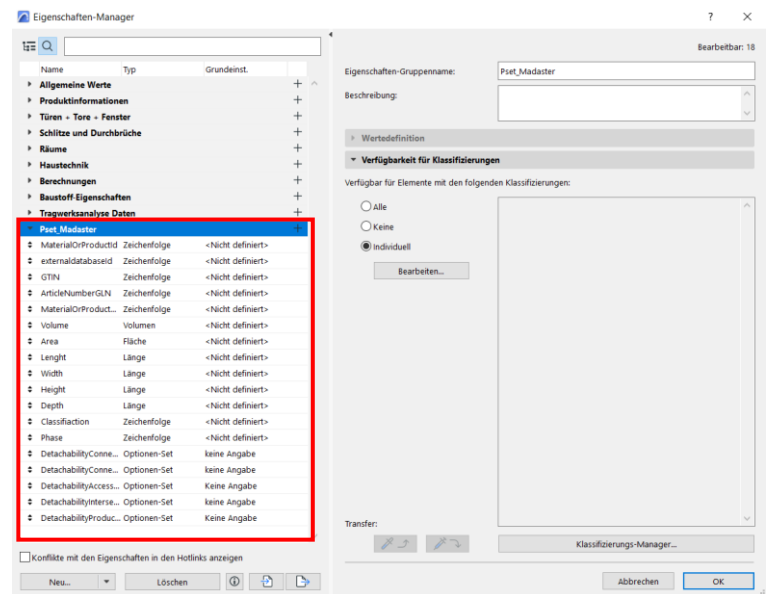 Eigenschaften-Manager
? ×
Bearbeitbar: 18
Name Typ Grundeinst.
Allgemeine Werte +
Produktinformationen +
Türen + Tore + Fenster +
Schlitze und Durchbrüche +
Räume +
Haustechnik +
Berechnungen +
Baustoff-Eigenschaften +
Tragwerksanalyse Daten +
Pset_Madaster +
MaterialOrProductId Zeichenfolge <Nicht definiert>
externaldatabaseId Zeichenfolge <Nicht definiert>
GTIN Zeichenfolge <Nicht definiert>
ArticleNumberGLN Zeichenfolge <Nicht definiert>
MaterialOrProduct... Zeichenfolge <Nicht definiert>
Volume Volumen <Nicht definiert>
Area Fläche <Nicht definiert>
Lenght Länge <Nicht definiert>
Width Länge <Nicht definiert>
Height Länge <Nicht definiert>
Depth Länge <Nicht definiert>
Classifiaction Zeichenfolge <Nicht definiert>
Phase Zeichenfolge <Nicht definiert>
DetachabilityConne... Optionen-Set keine Angabe
DetachabilityConne... Optionen-Set keine Angabe
DetachabilityAccess... Optionen-Set Keine Angabe
DetachabilityInterse... Optionen-Set keine Angabe
DetachabilityProduc... Optionen-Set Keine Angabe
Konflikte mit den Eigenschaften in den Hotlinks anzeigen
Neu... Löschen
Eigenschaften-Gruppenname: Pset_Madaster
Beschreibung:
Wertedefinition
Verfügbarkeit für Klassifizierungen
Verfügbar für Elemente mit den folgenden Klassifizierungen:
Alle
Keine
Individuell
Bearbeiten...
Transfer:
Klassifizierungs-Manager...
Abbrechen OK